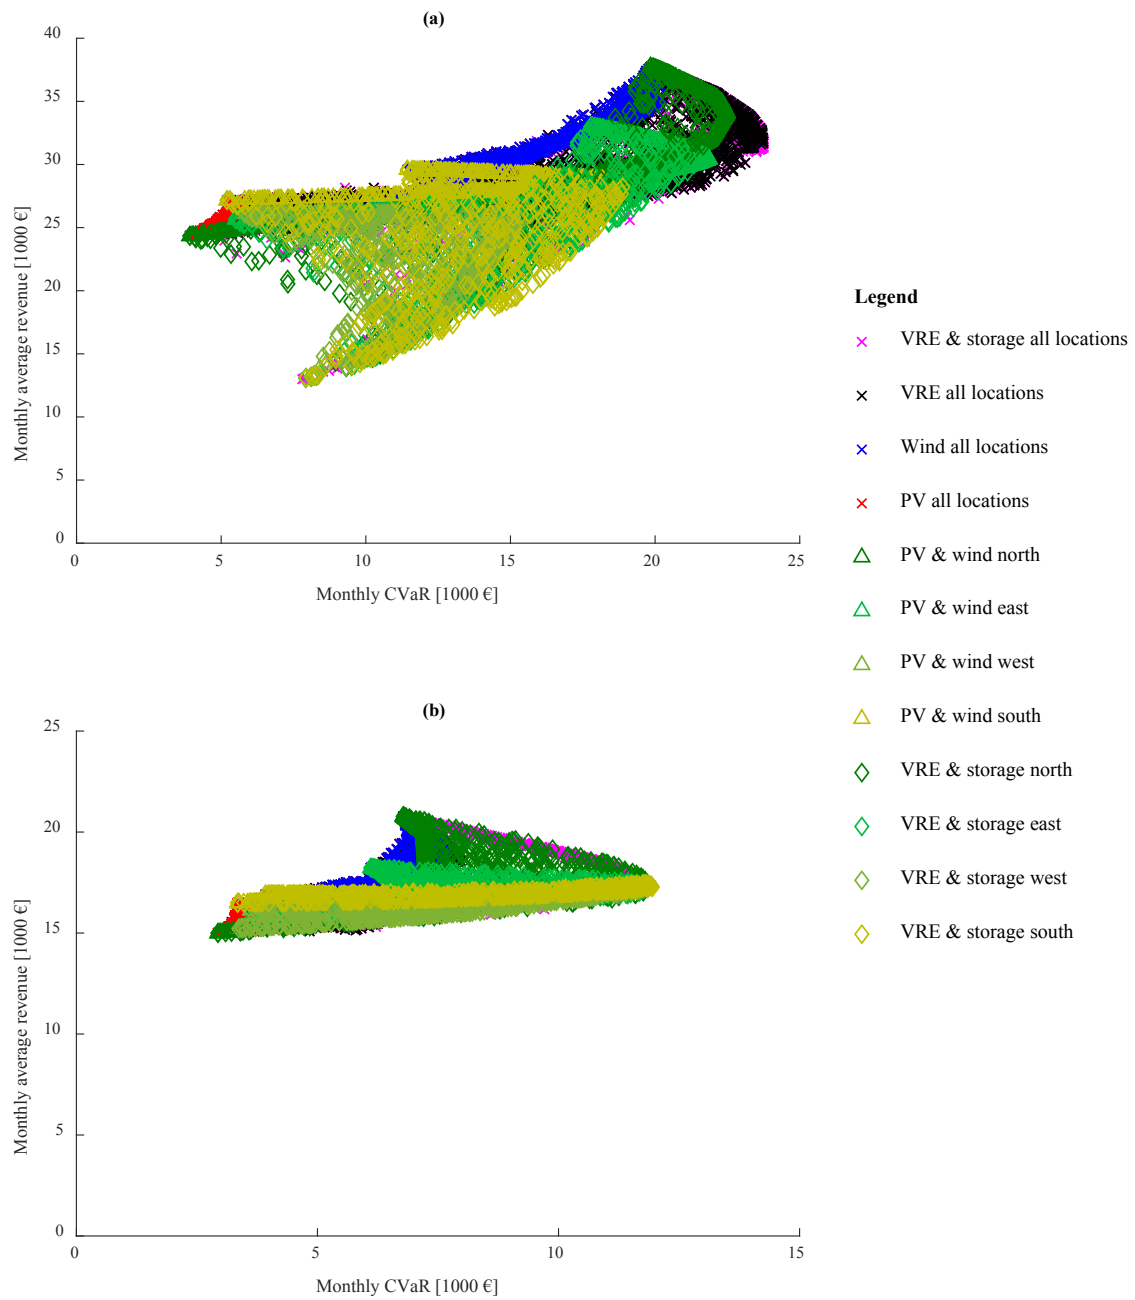 (a)
40
35
30
25
20
15
10
5
0
0
5
10
15
20
25
Monthly average revenue [1000 €]
Monthly CVaR [1000 €]
Legend
VRE & storage all locations
VRE all locations
Wind all locations
PV all locations
PV & wind north
PV & wind east
PV & wind west
PV & wind south
VRE & storage north
VRE & storage east
VRE & storage west
VRE & storage south
(b)
25
20
15
10
5
0
0
5
10
15
Monthly average revenue [1000 €]
Monthly CVaR [1000 €]